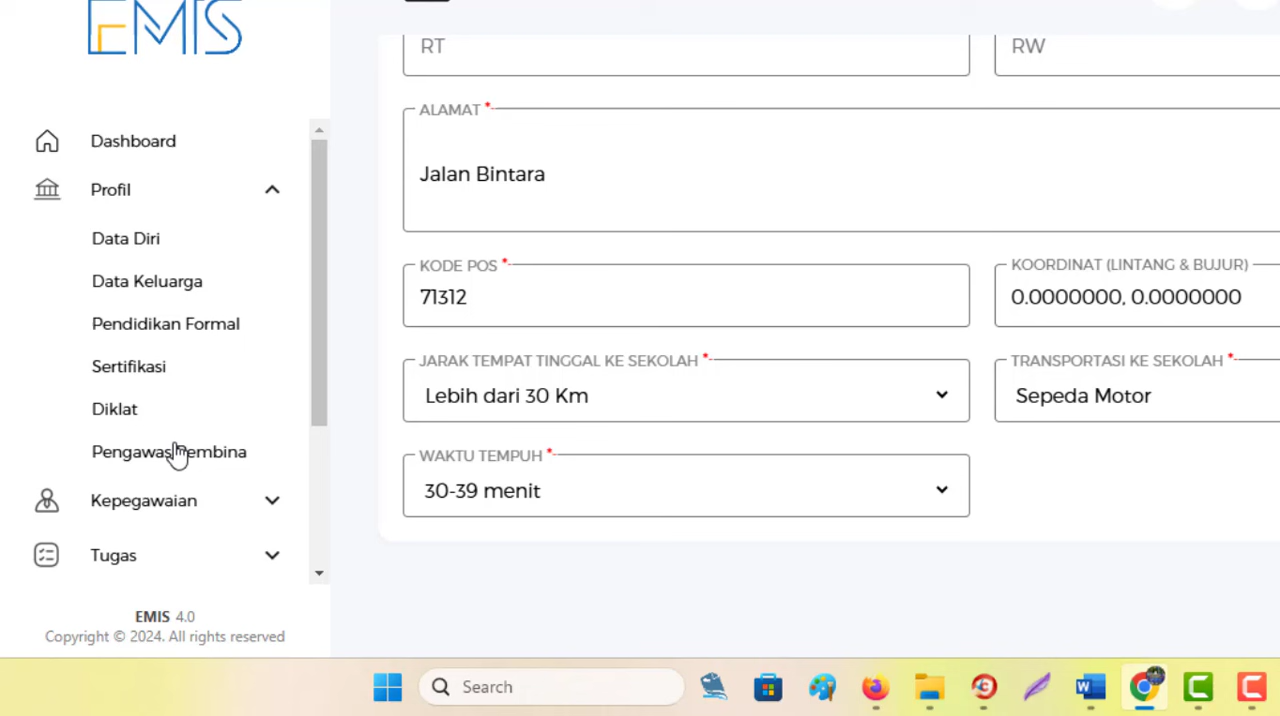 EMIS
Dashboard
Profil
Data Diri
Data Keluarga
Pendidikan Formal
Sertifikasi
Diklat
Pengawas Pembina
Kepegawaian
Tugas
EMIS 4.0
Copyright © 2024. All rights reserved
RT
RW
ALAMAT *
Jalan Bintara
KODE POS *
71312
KOORDINAT (LINTANG & BUJUR)
0.0000000, 0.0000000
JARAK TEMPAT TINGGAL KE SEKOLAH *
Lebih dari 30 Km
TRANSPORTASI KE SEKOLAH *
Sepeda Motor
WAKTU TEMPUH *
30-39 menit
Search